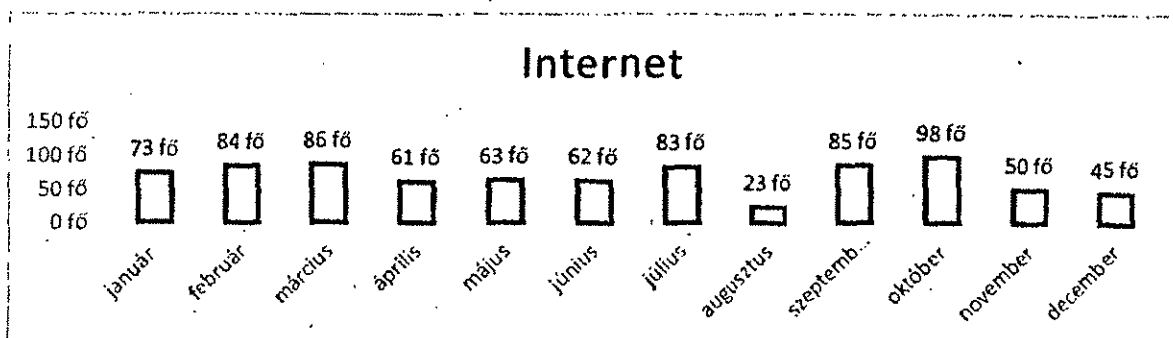 Internet
150 fő
100 fő
50 fő
0 fő
73 fő
84 fő
86 fő
61 fő
63 fő
62 fő
83 fő
23 fő
85 fő
98 fő
50 fő
45 fő
január
február
március
április
május
június
július
augusztus
szeptemb...
október
november
december